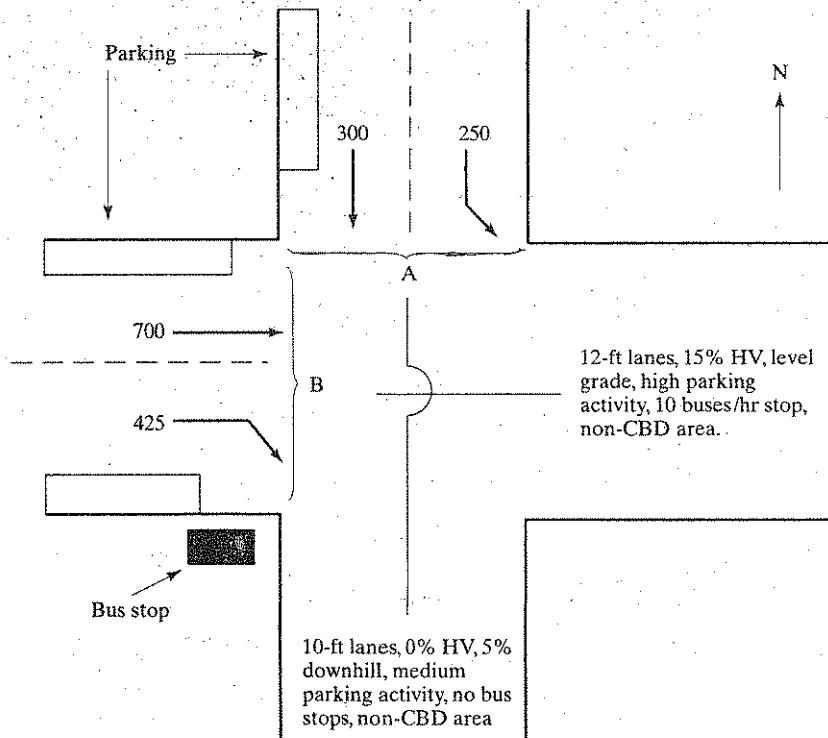 Parking
N
300
250
A
700
B
12-ft lanes, 15% HV, level
grade, high parking
activity, 10 buses/hr stop,
non-CBD area.
425
Bus stop
10-ft lanes, 0% HV, 5%
downhill, medium
parking activity, no bus
stops, non-CBD area